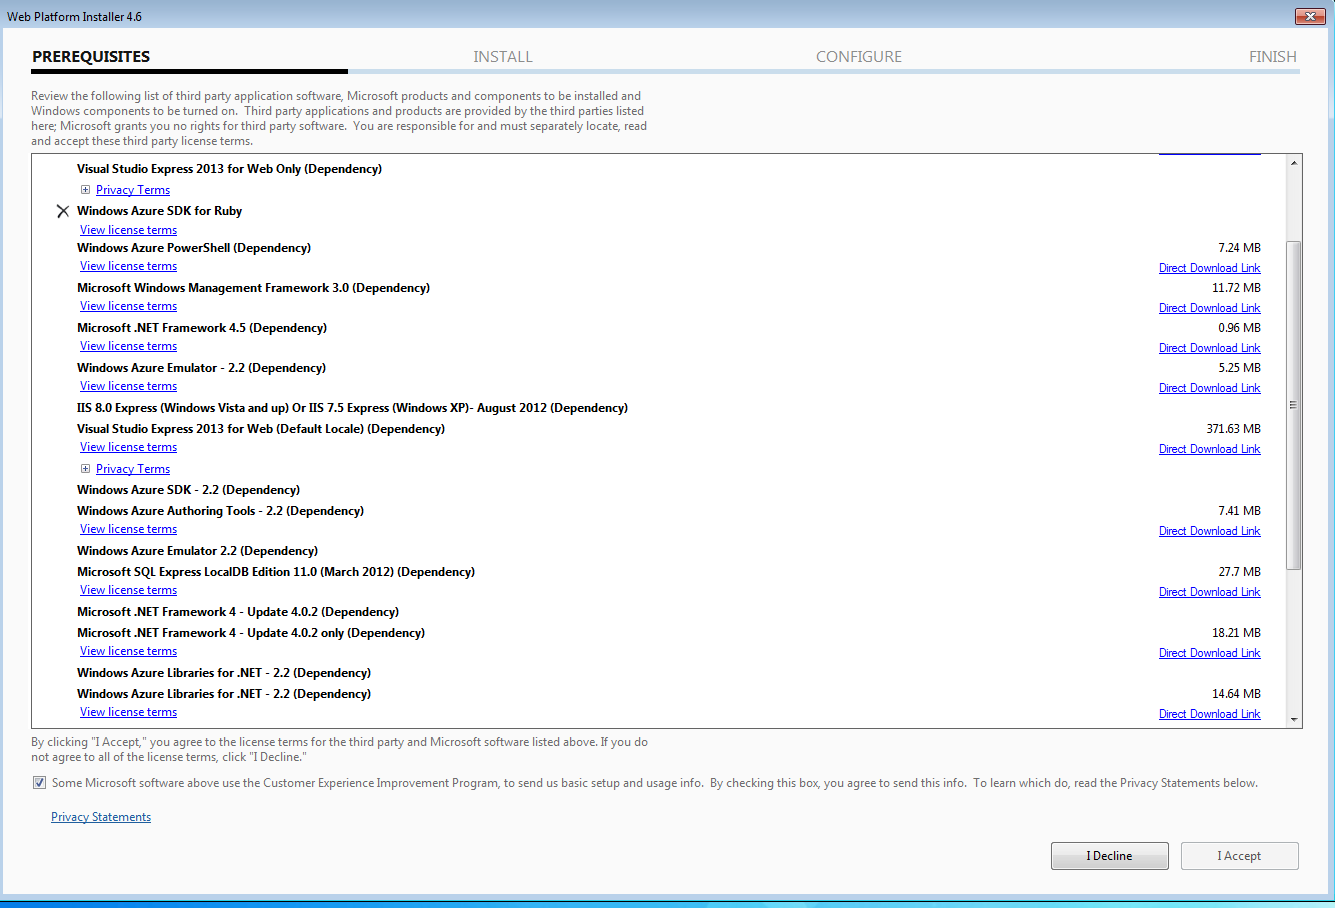 Web Platform Installer 4.6
PREREQUISITES INSTALL CONFIGURE FINISH
Review the following list of third party application software, Microsoft products and components to be installed and
Windows components to be turned on.  Third party applications and products are provided by the third parties listed
here; Microsoft grants you no rights for third party software.  You are responsible for and must separately locate, read
and accept these third party license terms.
Visual Studio Express 2013 for Web Only (Dependency)
Privacy Terms
Windows Azure SDK for Ruby
View license terms
Windows Azure PowerShell (Dependency) 7.24 MB
View license terms Direct Download Link
Microsoft Windows Management Framework 3.0 (Dependency) 11.72 MB
View license terms Direct Download Link
Microsoft .NET Framework 4.5 (Dependency) 0.96 MB
View license terms Direct Download Link
Windows Azure Emulator - 2.2 (Dependency) 5.25 MB
View license terms Direct Download Link
IIS 8.0 Express (Windows Vista and up) Or IIS 7.5 Express (Windows XP)- August 2012 (Dependency)
Visual Studio Express 2013 for Web (Default Locale) (Dependency) 371.63 MB
View license terms Direct Download Link
Privacy Terms
Windows Azure SDK - 2.2 (Dependency)
Windows Azure Authoring Tools - 2.2 (Dependency) 7.41 MB
View license terms Direct Download Link
Windows Azure Emulator 2.2 (Dependency)
Microsoft SQL Express LocalDB Edition 11.0 (March 2012) (Dependency) 27.7 MB
View license terms Direct Download Link
Microsoft .NET Framework 4 - Update 4.0.2 (Dependency)
Microsoft .NET Framework 4 - Update 4.0.2 only (Dependency) 18.21 MB
View license terms Direct Download Link
Windows Azure Libraries for .NET - 2.2 (Dependency)
Windows Azure Libraries for .NET - 2.2 (Dependency) 14.64 MB
View license terms Direct Download Link
By clicking "I Accept," you agree to the license terms for the third party and Microsoft software listed above. If you do
not agree to all of the license terms, click "I Decline."
Some Microsoft software above use the Customer Experience Improvement Program, to send us basic setup and usage info.  By checking this box, you agree to send this info.  To learn which do, read the Privacy Statements below.
Privacy Statements
I Decline I Accept